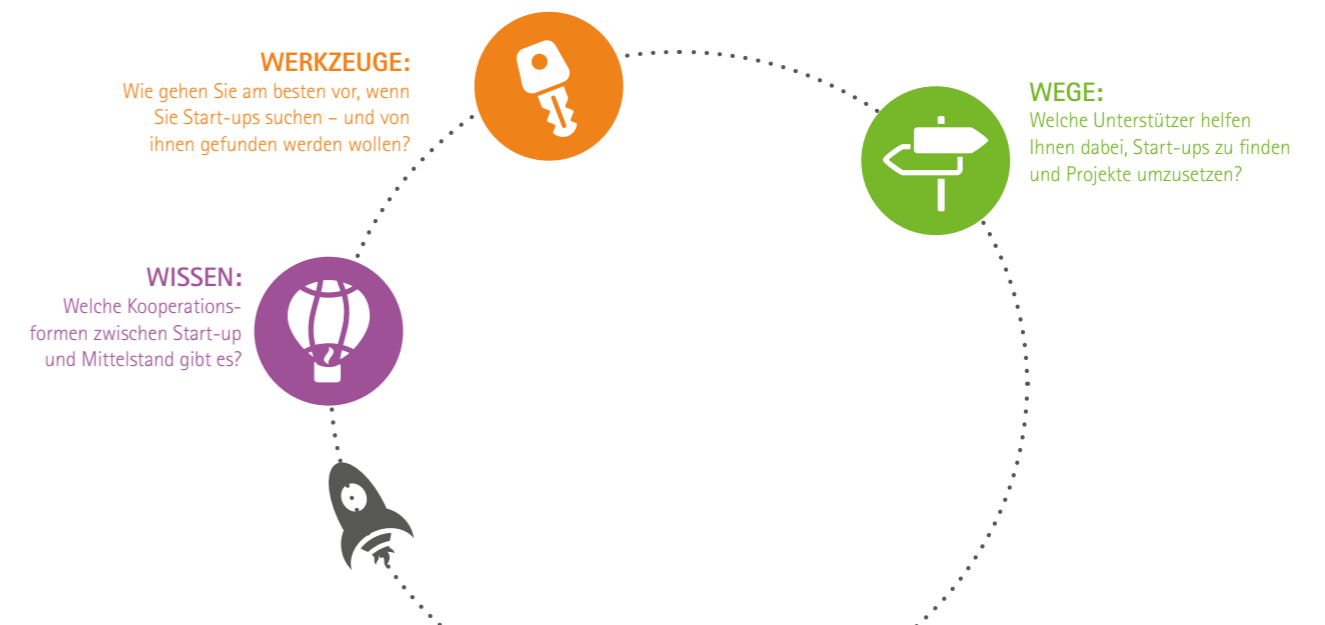 WERKZEUGE:
Wie gehen Sie am besten vor, wenn
Sie Start-ups suchen – und von
ihnen gefunden werden wollen?
WEGE:
Welche Unterstützer helfen
Ihnen dabei, Start-ups zu finden
und Projekte umzusetzen?
WISSEN:
Welche Kooperations-
formen zwischen Start-up
und Mittelstand gibt es?